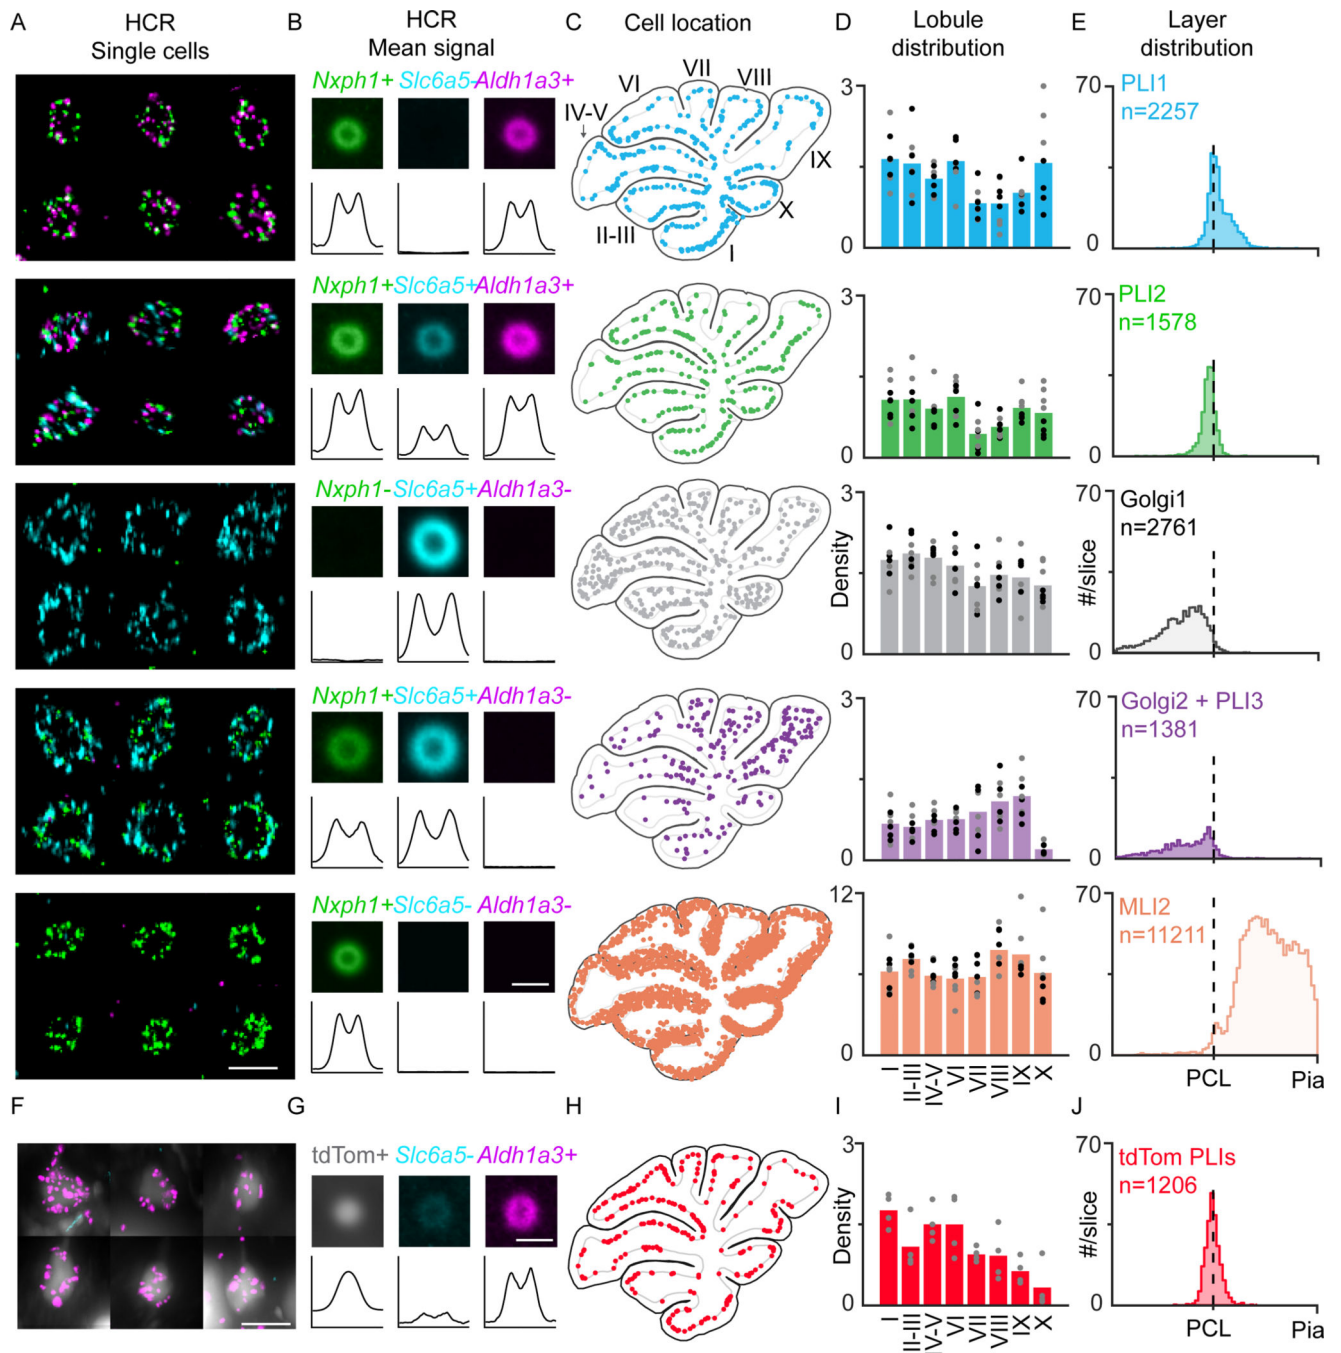 A
HCR
Single cells
B
HCR
Mean signal
C
Cell location
D
Lobule
distribution
E
Layer
distribution
Nxph1+ Slc6a5- Aldh1a3+
VI
VII
VIII
IV-V
IX
X
II-III
I
3
0
70
0
PLI1
n=2257
Nxph1+ Slc6a5+ Aldh1a3+
3
0
70
0
PLI2
n=1578
Nxph1- Slc6a5+ Aldh1a3-
3
Density
0
70
#/slice
0
Golgi1
n=2761
Nxph1+ Slc6a5+ Aldh1a3-
3
0
70
0
Golgi2 + PLI3
n=1381
Nxph1+ Slc6a5- Aldh1a3-
12
0
I
II-III
IV-V
VI
VII
VIII
IX
X
70
0
MLI2
n=11211
PCL
Pia
F
G
tdTom+ Slc6a5- Aldh1a3+
H
I
3
Density
0
I
II-III
IV-V
VI
VII
VIII
IX
X
J
70
#/slice
0
tdTom PLIs
n=1206
PCL
Pia